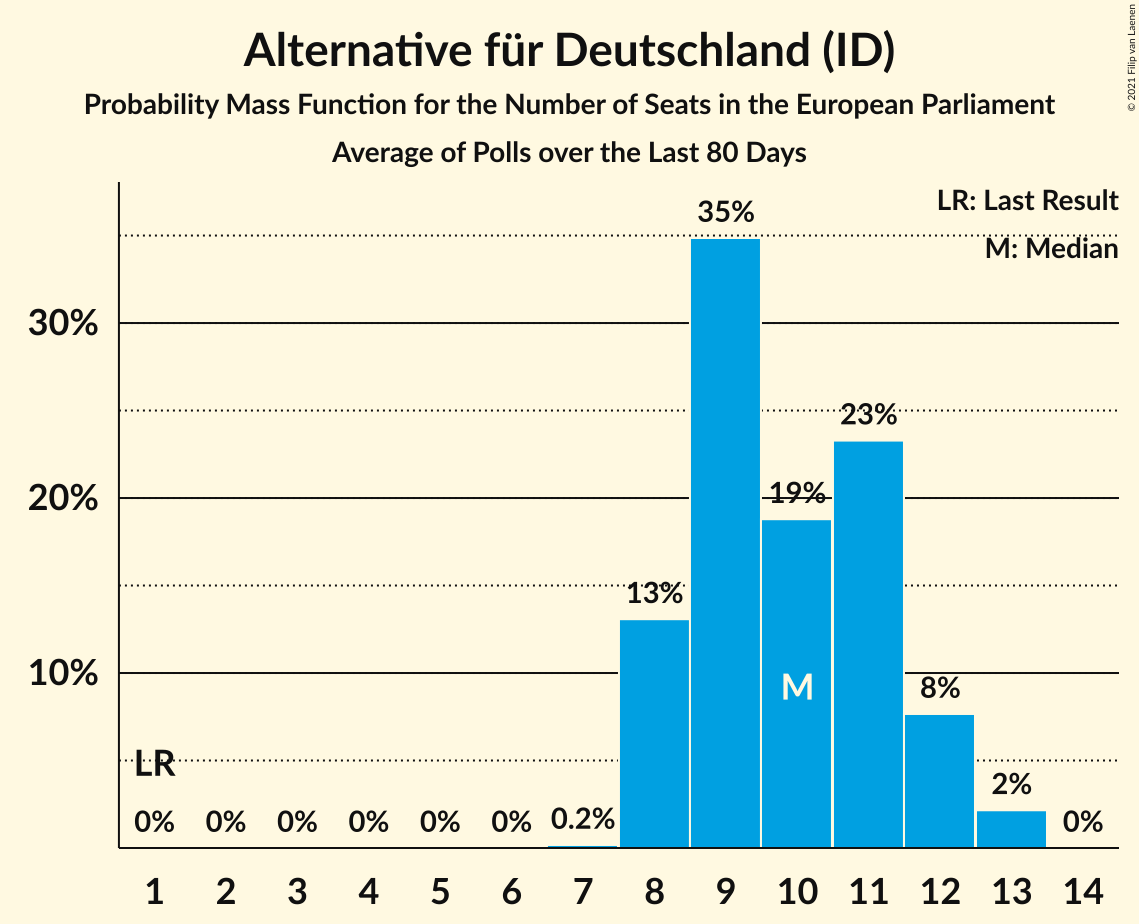 Alternative für Deutschland (ID)
Probability Mass Function for the Number of Seats in the European Parliament
Average of Polls over the Last 80 Days
© 2021 Filip van Laenen
LR: Last Result
M: Median
35%
30%
23%
20%
19%
13%
10%
M
8%
LR
2%
0% 0% 0% 0% 0% 0% 0.2% 0%
1 2 3 4 5 6 7 8 9 10 11 12 13 14